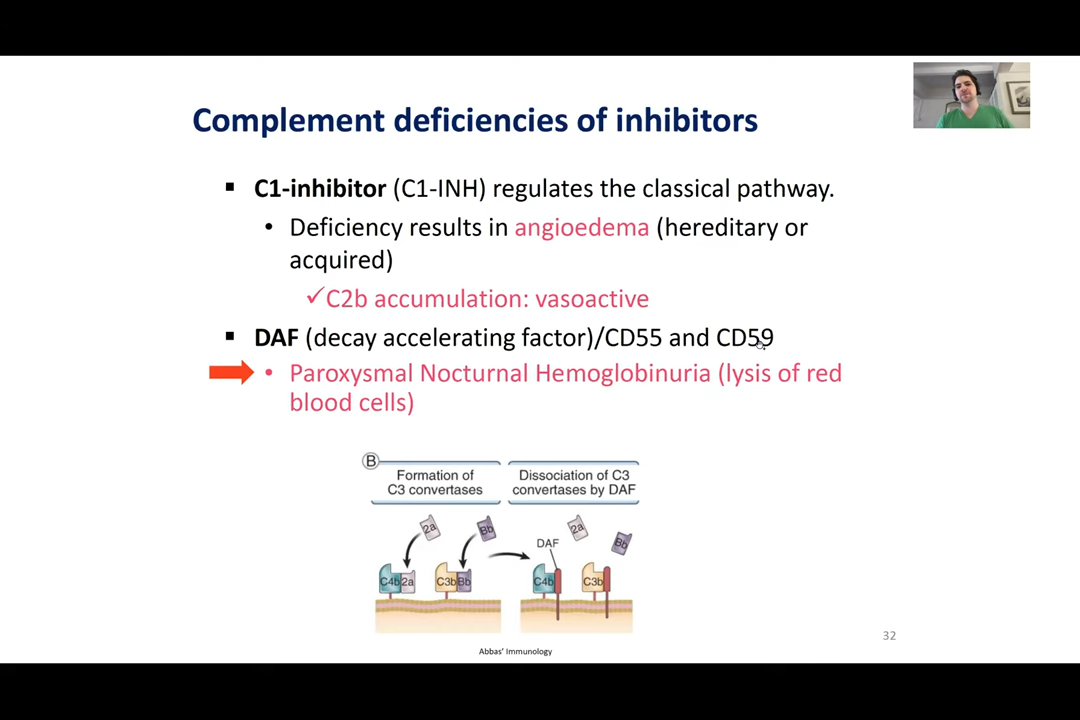 Complement deficiencies of inhibitors
▪ C1-inhibitor (C1-INH) regulates the classical pathway.
• Deficiency results in angioedema (hereditary or
acquired)
✓C2b accumulation: vasoactive
▪ DAF (decay accelerating factor)/CD55 and CD59
• Paroxysmal Nocturnal Hemoglobinuria (lysis of red
blood cells)
B
Formation of
C3 convertases
Dissociation of C3
convertases by DAF
2a
Bb
DAF
2a
Bb
C4b 2a
C3b Bb
C4b
C3b
32
Abbas' Immunology